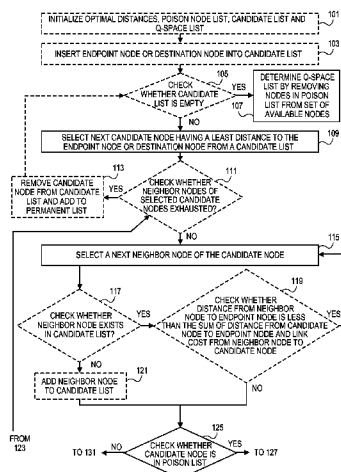 INITIALIZE OPTIMAL DISTANCES, POISON NODE LIST, CANDIDATE LIST AND
Q-SPACE LIST
101
INSERT ENDPOINT NODE OR DESTINATION NODE INTO CANDIDATE LIST
103
CHECK
WHETHER CANDIDATE
LIST IS EMPTY
105
YES
NO
DETERMINE Q-SPACE
LIST BY REMOVING
NODES IN POISON
LIST FROM SET OF
AVAILABLE NODES
107
SELECT NEXT CANDIDATE NODE HAVING A LEAST DISTANCE TO THE
ENDPOINT NODE OR DESTINATION NODE FROM A CANDIDATE LIST
109
113
REMOVE CANDIDATE
NODE FROM CANDIDATE
LIST AND ADD TO
PERMANENT LIST
YES
CHECK WHETHER
NEIGHBOR NODES OF
SELECTED CANDIDATE
NODES EXHAUSTED?
111
NO
SELECT A NEXT NEIGHBOR NODE OF THE CANDIDATE NODE
115
117
CHECK WHETHER
NEIGHBOR NODE EXISTS
IN CANDIDATE LIST?
YES
NO
119
CHECK WHETHER
DISTANCE FROM NEIGHBOR
NODE TO ENDPOINT NODE IS LESS
THAN THE SUM OF DISTANCE FROM CANDIDATE
NODE TO ENDPOINT NODE AND LINK
COST FROM NEIGHBOR NODE TO
CANDIDATE NODE
YES
NO
ADD NEIGHBOR NODE
TO CANDIDATE LIST
121
FROM
123
125
CHECK WHETHER
CANDIDATE NODE IS
IN POISON LIST
TO 131
NO
YES
TO 127